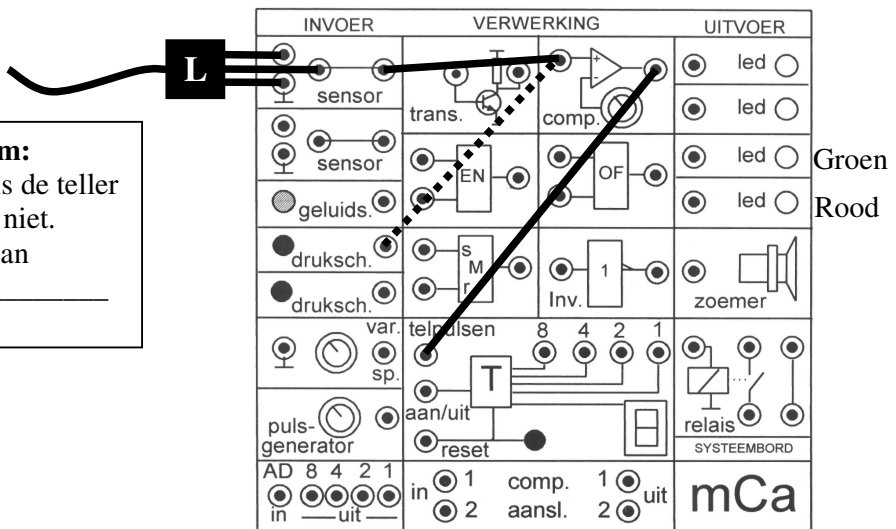 INVOER VERWERKING UITVOER
L
sensor
trans.
comp.
+
-
led
led
m:
is de teller
niet.
an
sensor
EN
OF
led Groen
geluids.
led Rood
druksch.
s
M
r
1
Inv.
zoemer
druksch.
var.
sp.
telpulsen 8 4 2 1
T
aan/uit
reset
relais
puls-
generator
SYSTEEMBORD
AD 8 4 2 1
in uit
in 1 comp. 1 uit
2 aansl. 2
mCa